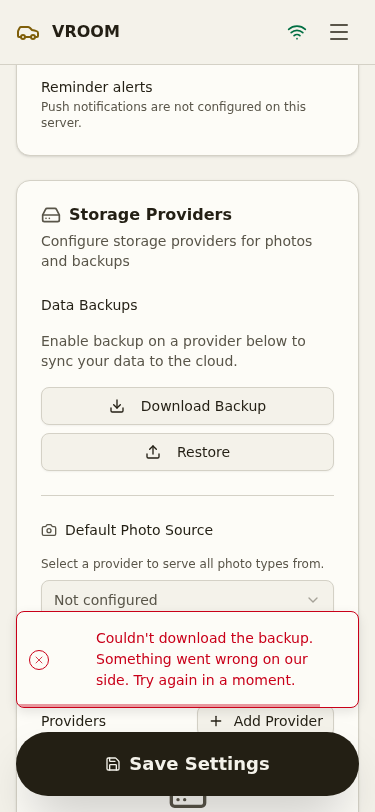 VROOM
Reminder alerts
Push notifications are not configured on this
server.
Storage Providers
Configure storage providers for photos
and backups
Data Backups
Enable backup on a provider below to
sync your data to the cloud.
Download Backup
Restore
Default Photo Source
Select a provider to serve all photo types from.
Not configured
Couldn't download the backup.
Something went wrong on our
side. Try again in a moment.
Providers
Add Provider
Save Settings